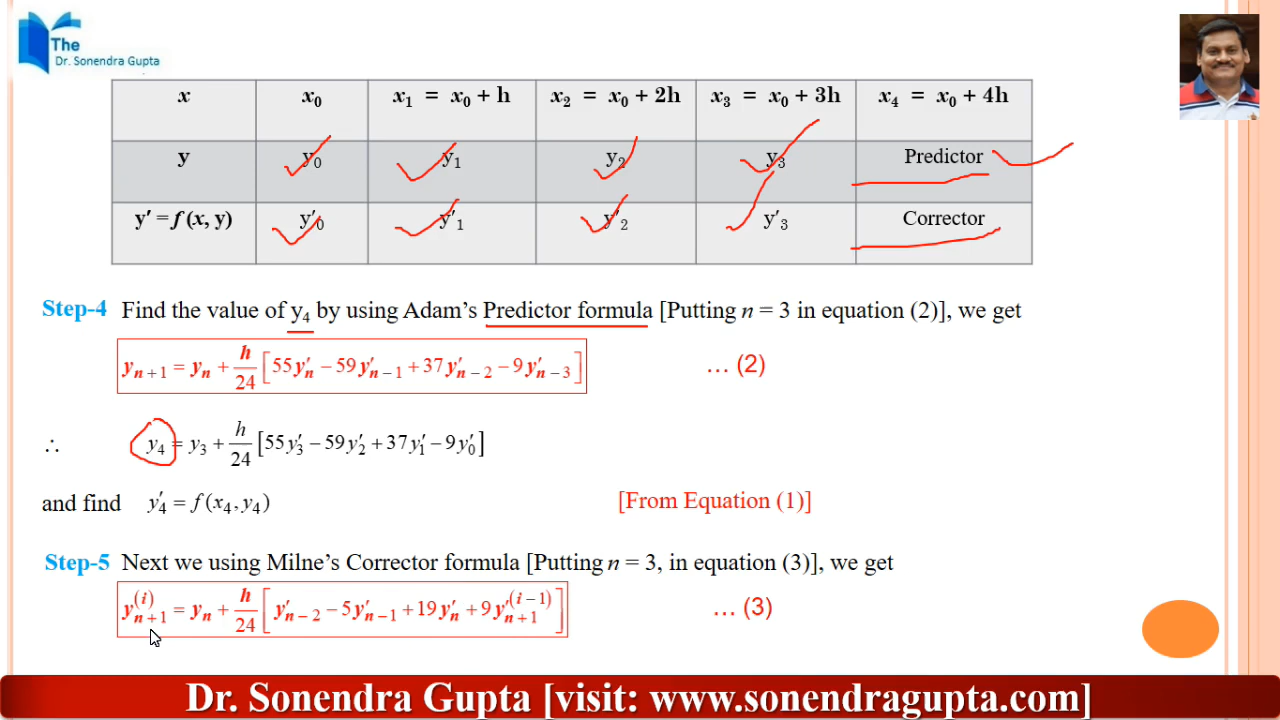 The
Dr. Sonendra Gupta
x x₀ x₁ = x₀ + h x₂ = x₀ + 2h x₃ = x₀ + 3h x₄ = x₀ + 4h
y y₀ y₁ y₂ y₃ Predictor
y′ = f(x, y) y′₀ y′₁ y′₂ y′₃ Corrector
Step-4 Find the value of y₄ by using Adam’s Predictor formula [Putting n = 3 in equation (2)], we get
yₙ₊₁ = yₙ + h/24 [55y′ₙ − 59y′ₙ₋₁ + 37y′ₙ₋₂ − 9y′ₙ₋₃] … (2)
∴ y₄ = y₃ + h/24 [55y′₃ − 59y′₂ + 37y′₁ − 9y′₀]
and find y′₄ = f(x₄, y₄) [From Equation (1)]
Step-5 Next we using Milne’s Corrector formula [Putting n = 3, in equation (3)], we get
yₙ₊₁⁽ⁱ⁾ = yₙ + h/24 [y′ₙ₋₂ − 5y′ₙ₋₁ + 19y′ₙ + 9y′ₙ₊₁⁽ⁱ⁻¹⁾] … (3)
Dr. Sonendra Gupta [visit: www.sonendragupta.com]